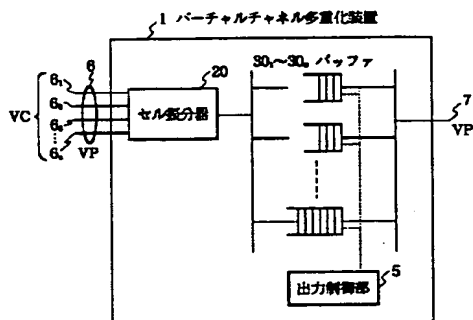 1 バーチャルチャネル多重化装置
20
30₁~30ₙ バッファ
6
6₁
6₂
6₃
6ₙ
VC
VP
セル振分器
7
VP
出力制御部
5